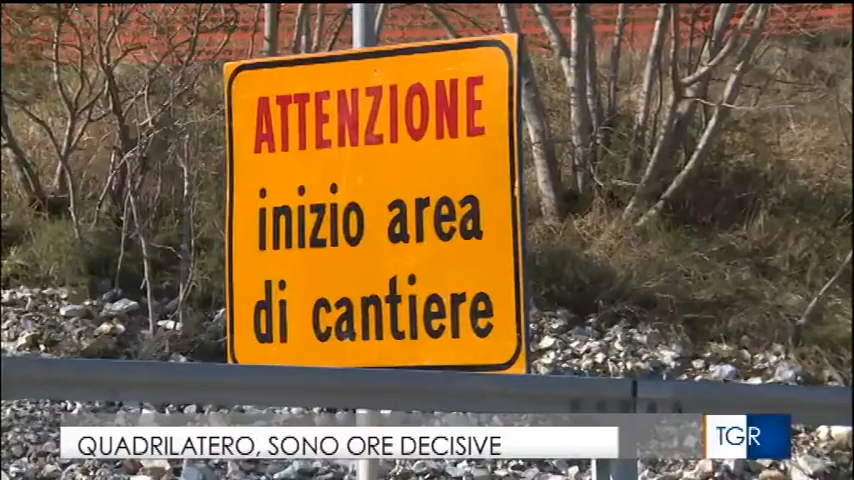 ATTENZIONE
inizio area
di cantiere
QUADRILATERO, SONO ORE DECISIVE
TGR